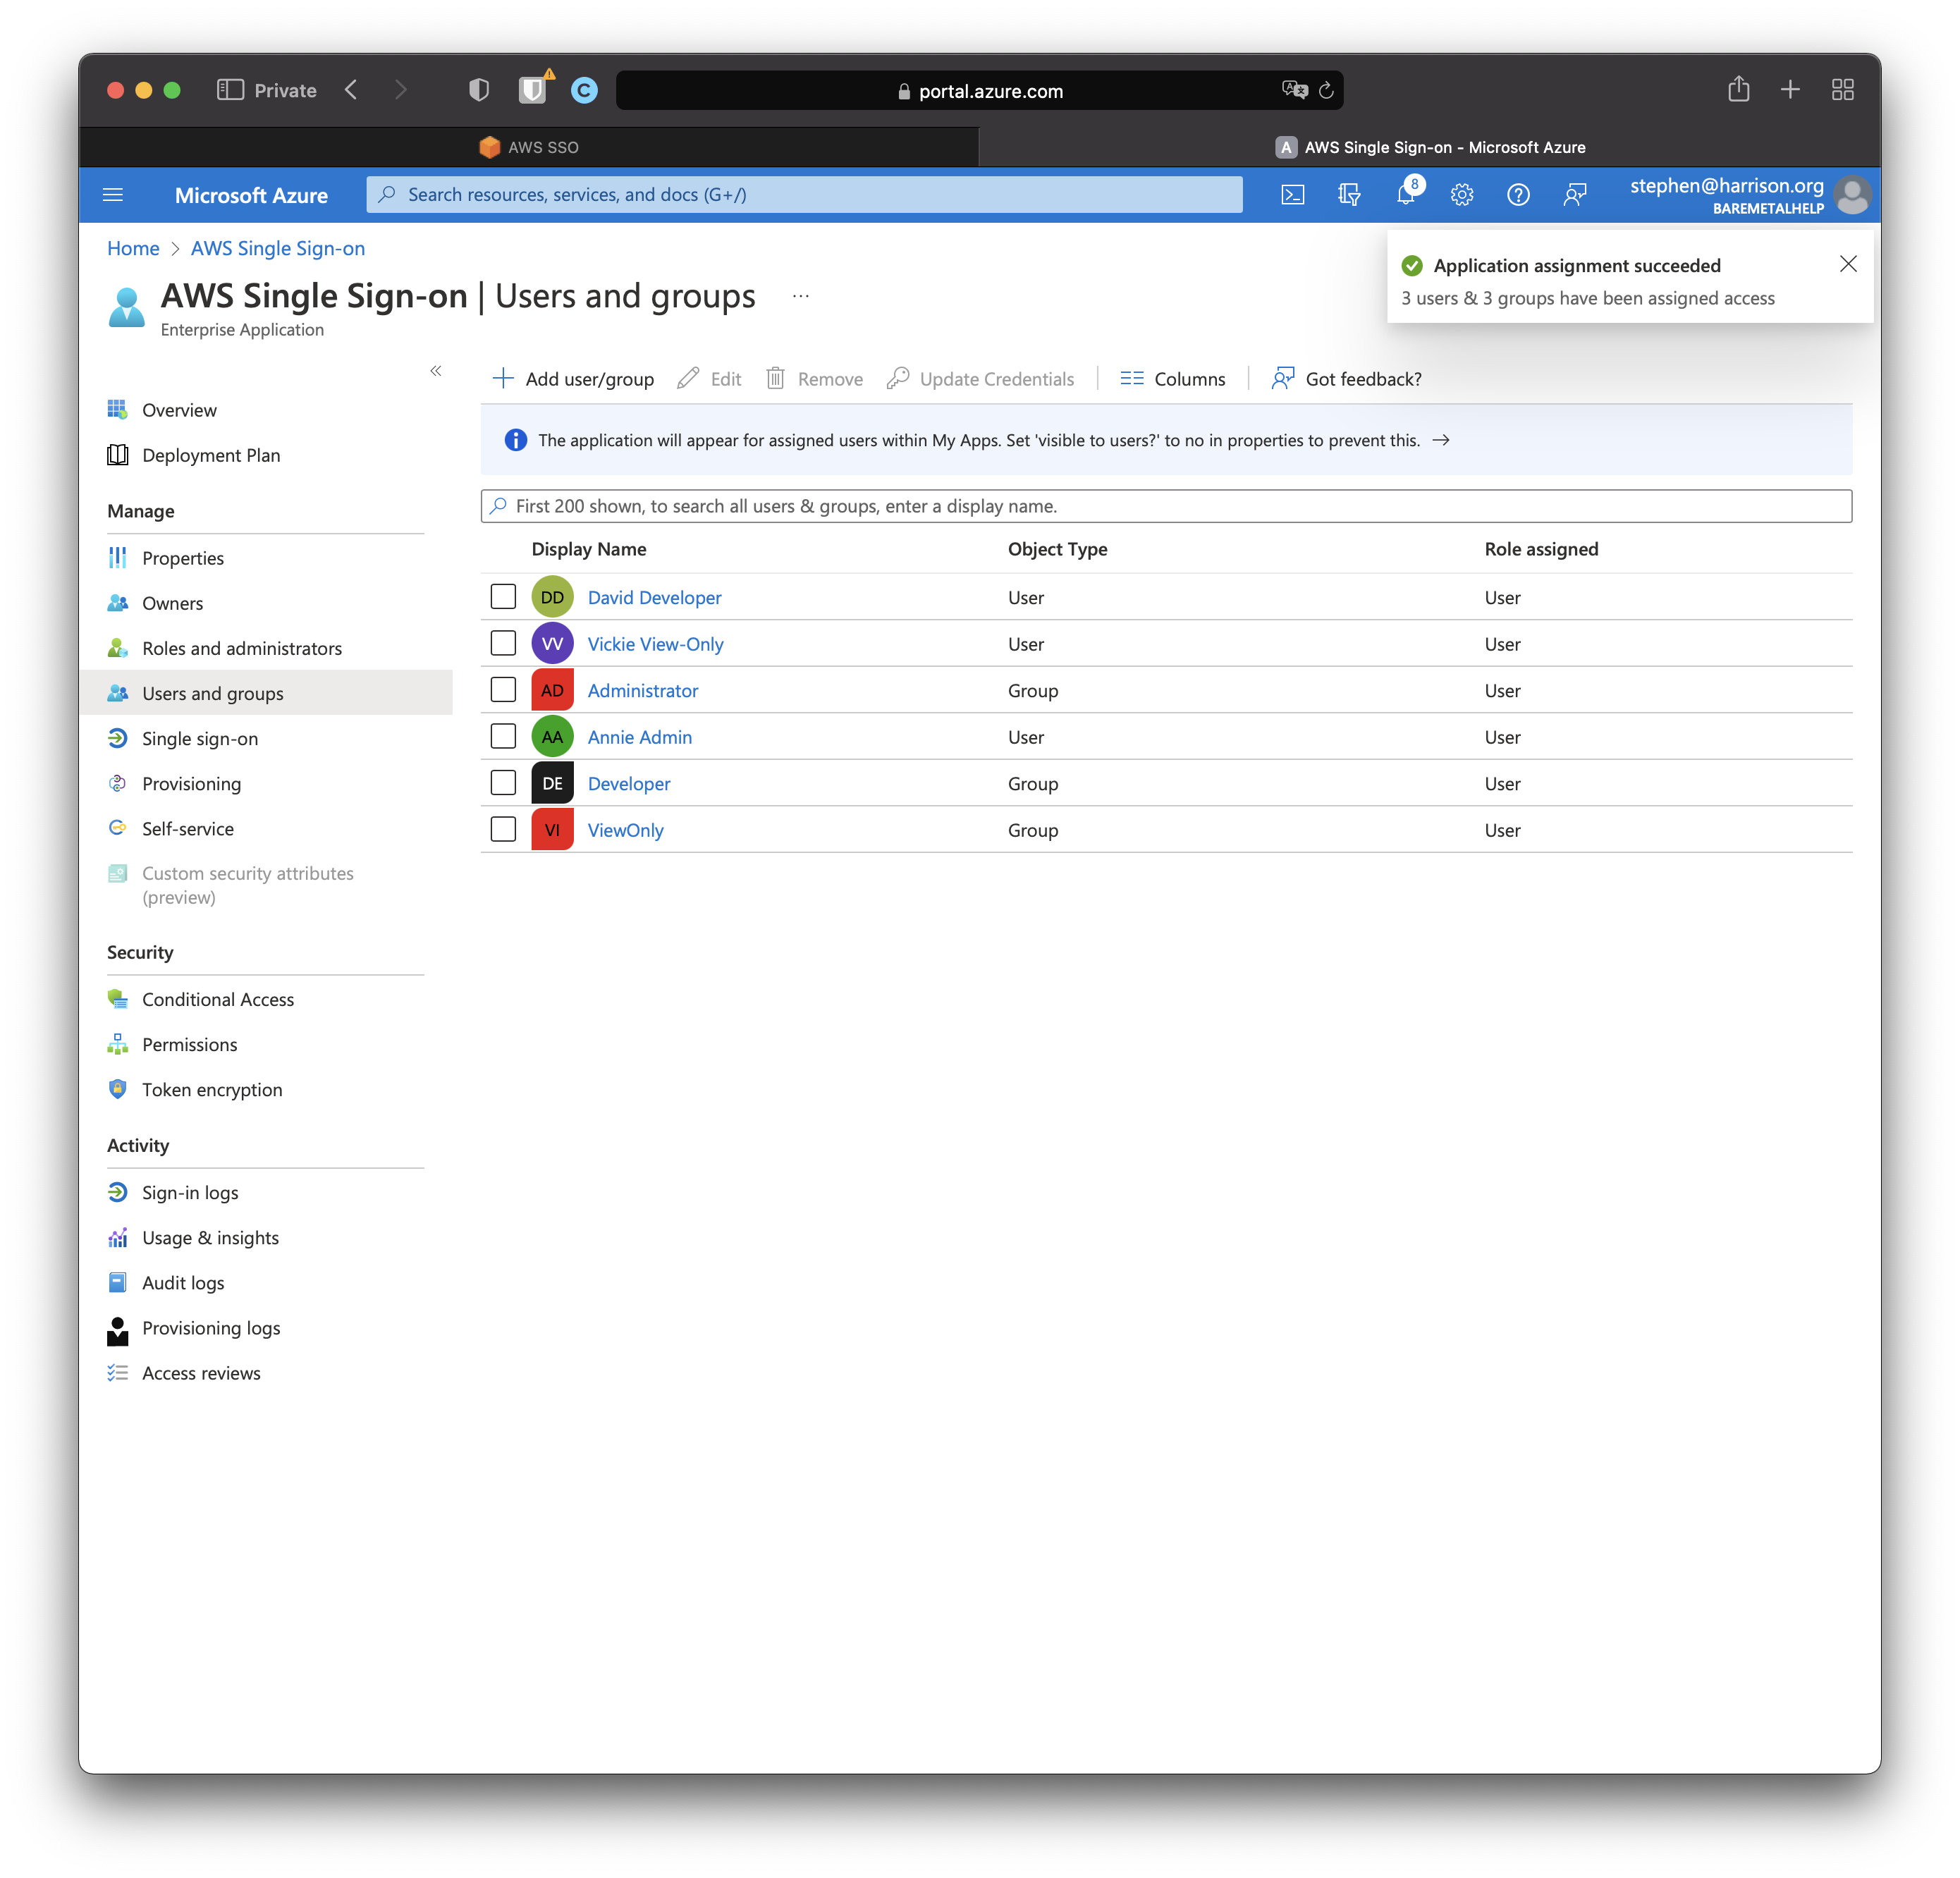 Private
C
portal.azure.com
AWS SSO
A AWS Single Sign-on - Microsoft Azure
Microsoft Azure
Search resources, services, and docs (G+/)
8
stephen@harrison.org
BAREMETALHELP
Home > AWS Single Sign-on
Application assignment succeeded
3 users & 3 groups have been assigned access
AWS Single Sign-on | Users and groups ...
Enterprise Application
«
Overview
Deployment Plan
Manage
Properties
Owners
Roles and administrators
Users and groups
Single sign-on
Provisioning
Self-service
Custom security attributes
(preview)
Security
Conditional Access
Permissions
Token encryption
Activity
Sign-in logs
Usage & insights
Audit logs
Provisioning logs
Access reviews
Add user/group Edit Remove Update Credentials Columns Got feedback?
The application will appear for assigned users within My Apps. Set 'visible to users?' to no in properties to prevent this. →
First 200 shown, to search all users & groups, enter a display name.
Display Name Object Type Role assigned
DD David Developer User User
VV Vickie View-Only User User
AD Administrator Group User
AA Annie Admin User User
DE Developer Group User
VI ViewOnly Group User